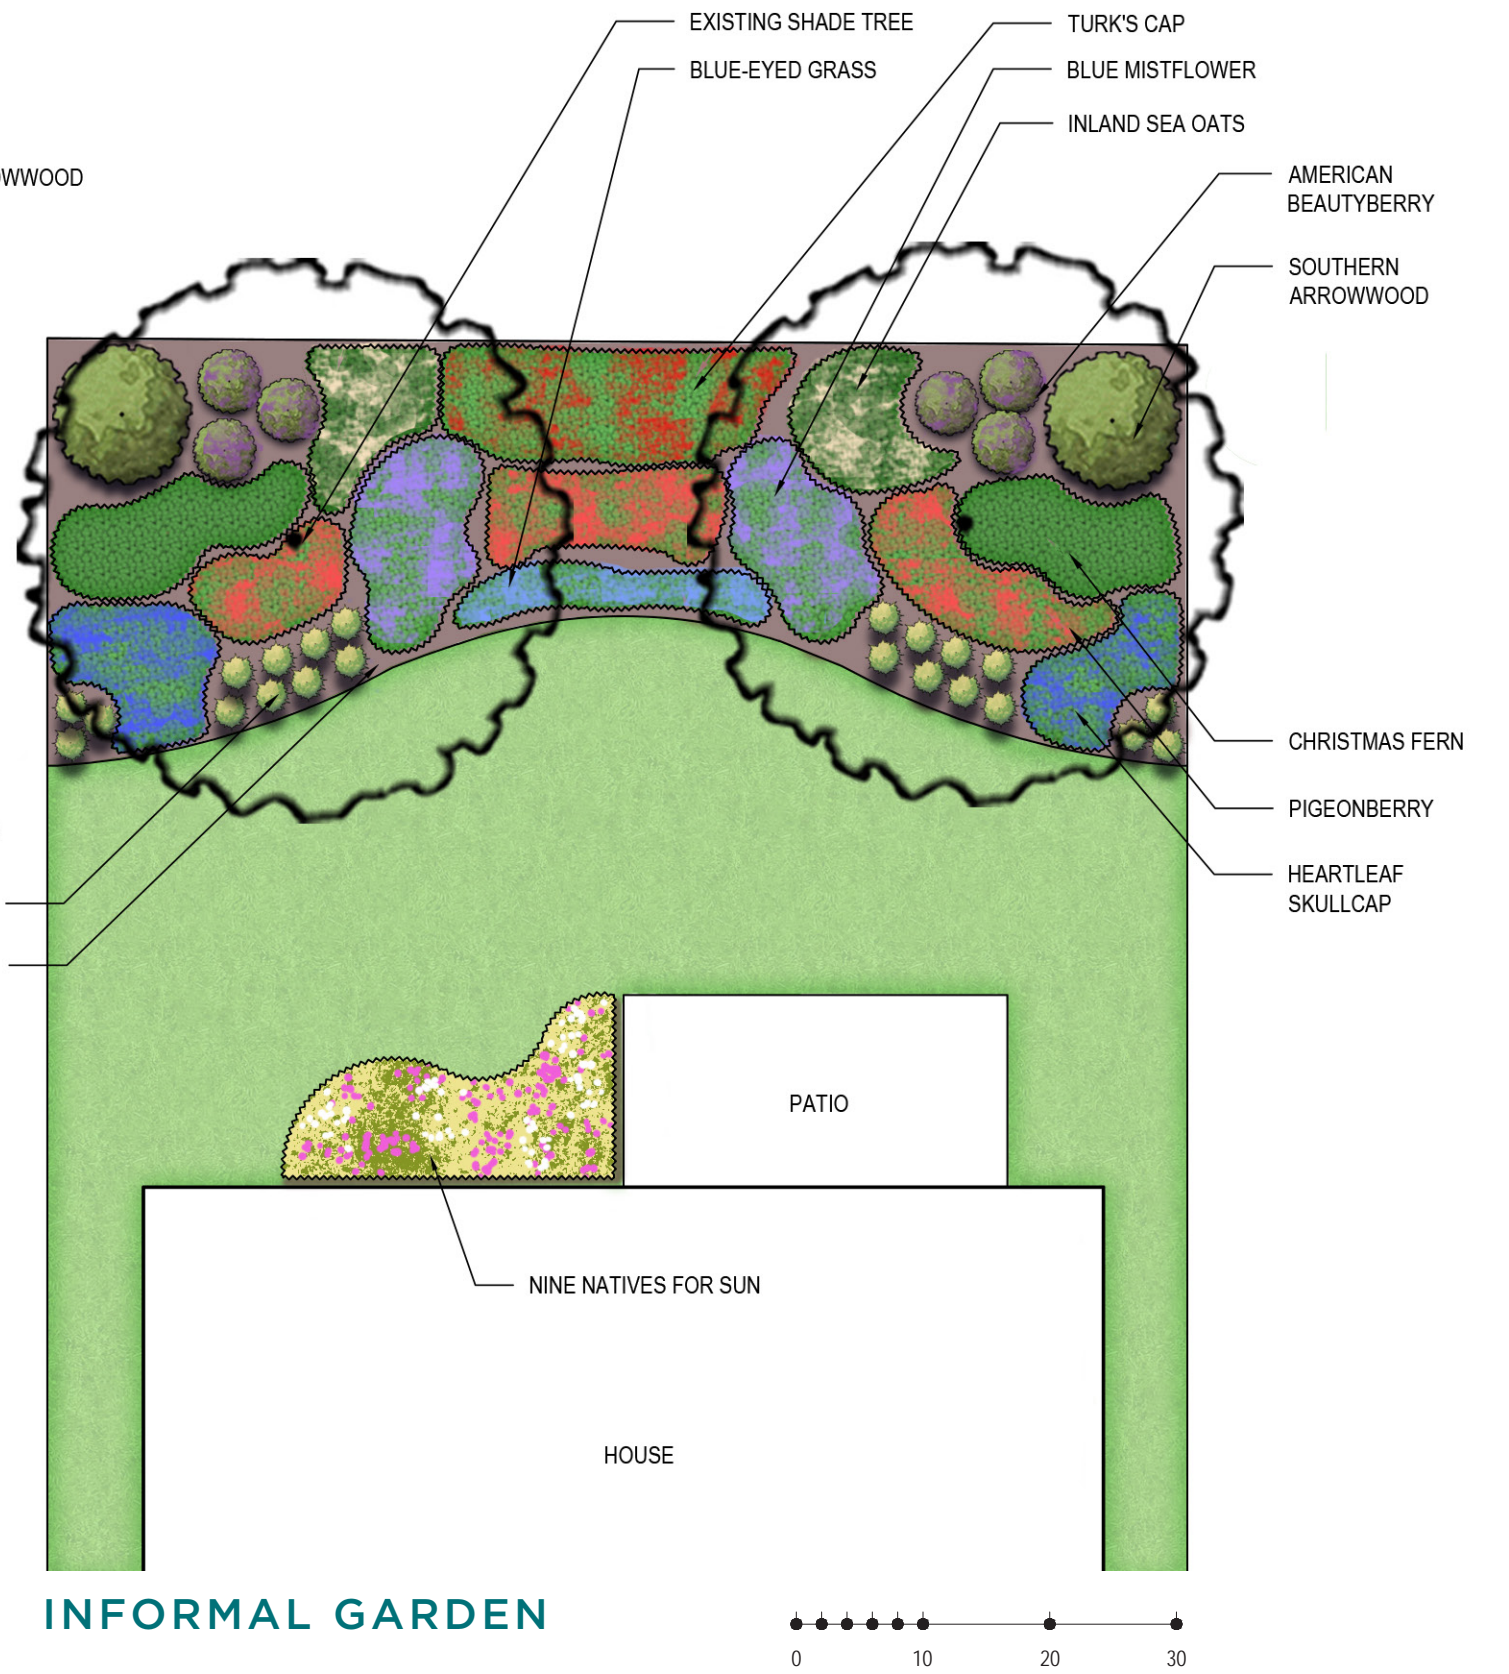 EXISTING SHADE TREE
TURK'S CAP
BLUE-EYED GRASS
BLUE MISTFLOWER
INLAND SEA OATS
WWOOD
AMERICAN
BEAUTYBERRY
SOUTHERN
ARROWWOOD
CHRISTMAS FERN
PIGEONBERRY
HEARTLEAF
SKULLCAP
PATIO
NINE NATIVES FOR SUN
HOUSE
INFORMAL GARDEN
0 10 20 30